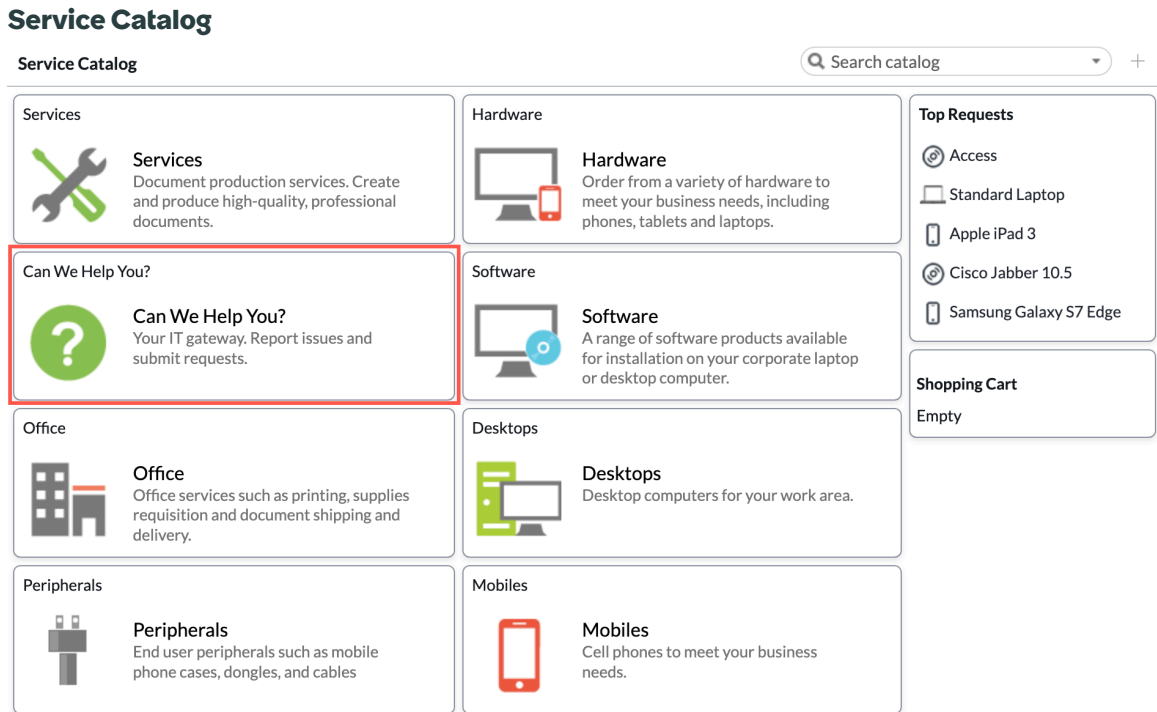 Service Catalog
Service Catalog
Search catalog
Services
Services
Document production services. Create
and produce high-quality, professional
documents.
Hardware
Hardware
Order from a variety of hardware to
meet your business needs, including
phones, tablets and laptops.
Can We Help You?
Can We Help You?
Your IT gateway. Report issues and
submit requests.
Software
Software
A range of software products available
for installation on your corporate laptop
or desktop computer.
Office
Office
Office services such as printing, supplies
requisition and document shipping and
delivery.
Desktops
Desktops
Desktop computers for your work area.
Peripherals
Peripherals
End user peripherals such as mobile
phone cases, dongles, and cables
Mobiles
Mobiles
Cell phones to meet your business
needs.
Top Requests
Access
Standard Laptop
Apple iPad 3
Cisco Jabber 10.5
Samsung Galaxy S7 Edge
Shopping Cart
Empty